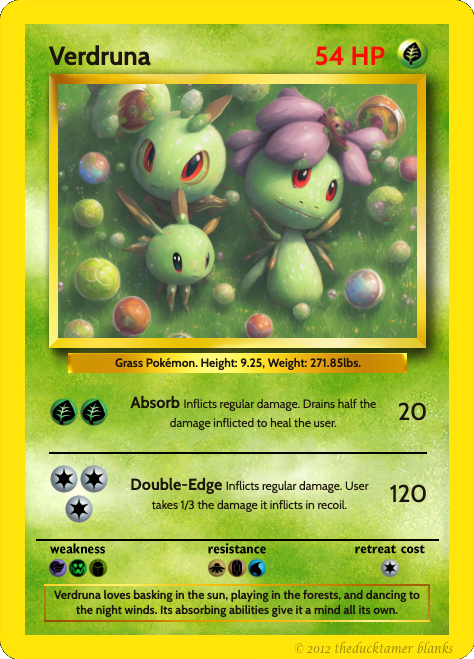 Verdruna 54 HP
Grass Pokémon. Height: 9.25, Weight: 271.85lbs.
Absorb Inflicts regular damage. Drains half the
damage inflicted to heal the user.
20
Double-Edge Inflicts regular damage. User
takes 1/3 the damage it inflicts in recoil.
120
weakness resistance retreat cost
Verdruna loves basking in the sun, playing in the forests, and dancing to
the night winds. Its absorbing abilities give it a mind all its own.
© 2012 theducktamer blanks